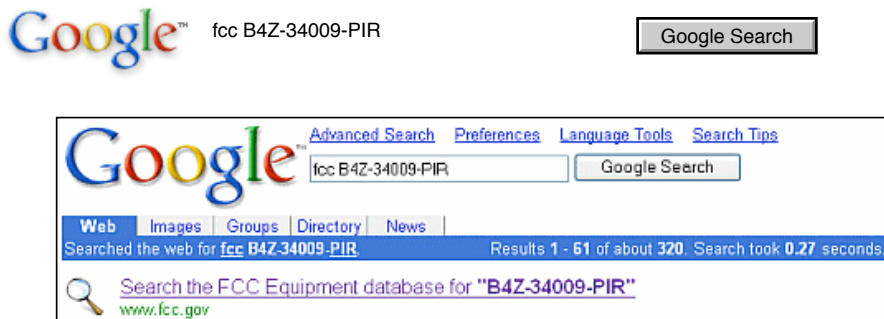 Google™ fcc B4Z-34009-PIR Google Search
Google™
Advanced Search Preferences Language Tools Search Tips
fcc B4Z-34009-PIR Google Search
Web Images Groups Directory News
Searched the web for fcc B4Z-34009-PIR. Results 1 - 61 of about 320. Search took 0.27 seconds.
Search the FCC Equipment database for "B4Z-34009-PIR"
www.fcc.gov